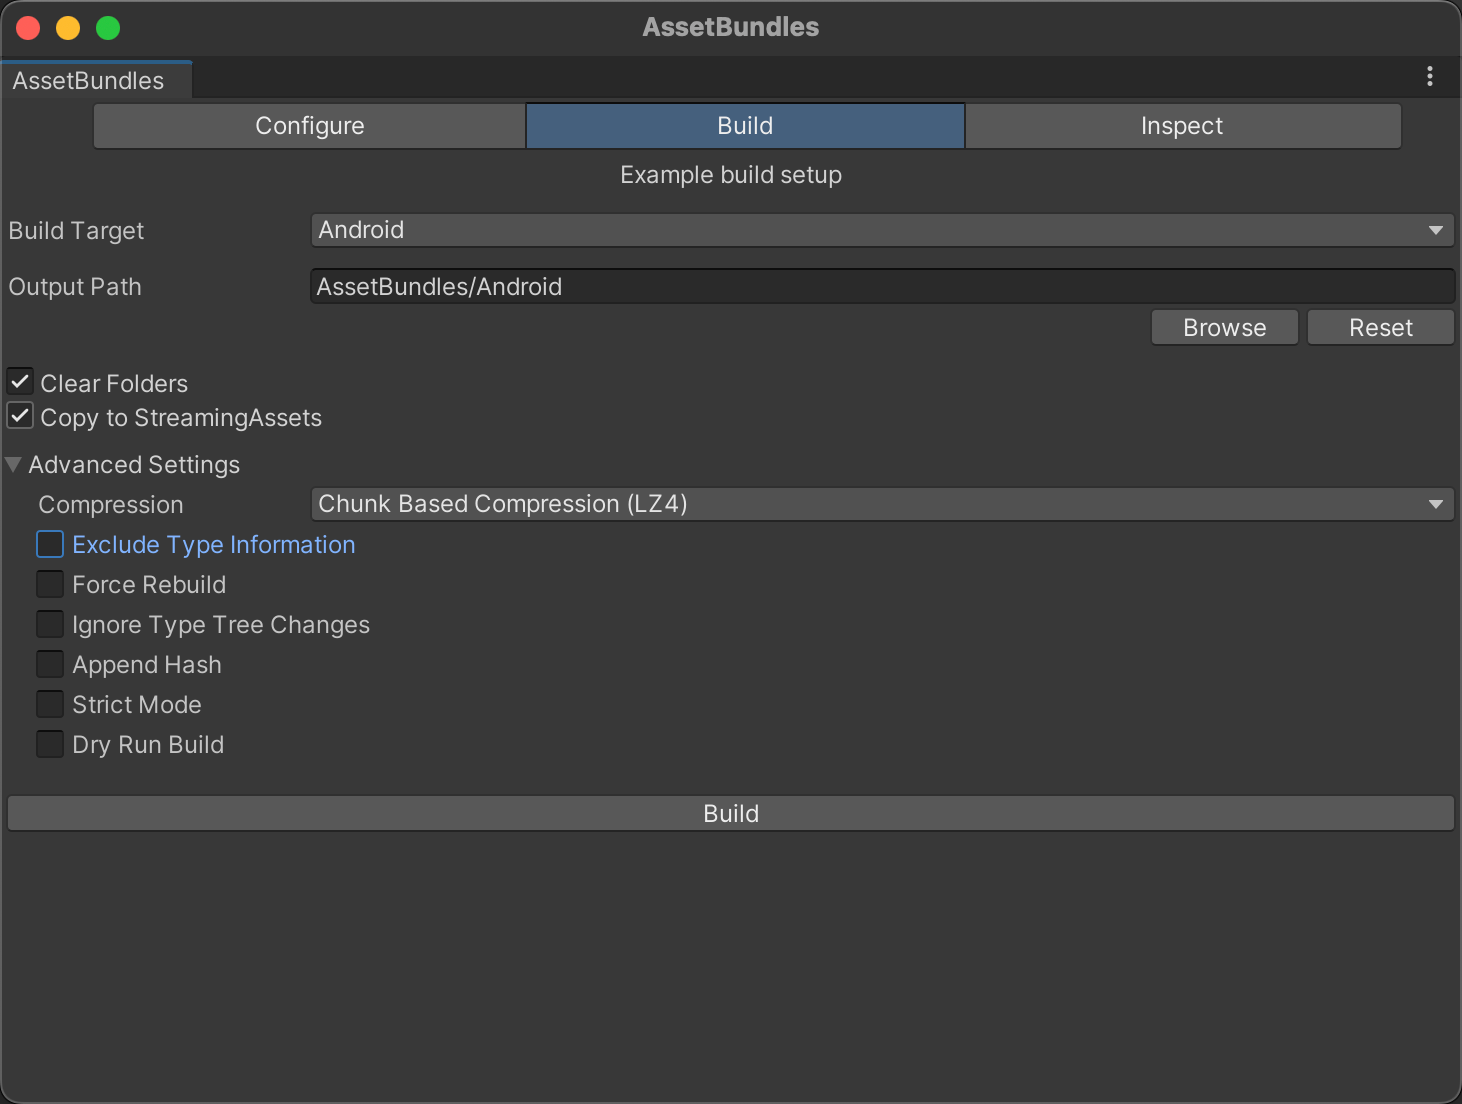 AssetBundles
AssetBundles
Configure Build Inspect
Example build setup
Build Target Android
Output Path AssetBundles/Android
Browse Reset
Clear Folders
Copy to StreamingAssets
Advanced Settings
Compression Chunk Based Compression (LZ4)
Exclude Type Information
Force Rebuild
Ignore Type Tree Changes
Append Hash
Strict Mode
Dry Run Build
Build